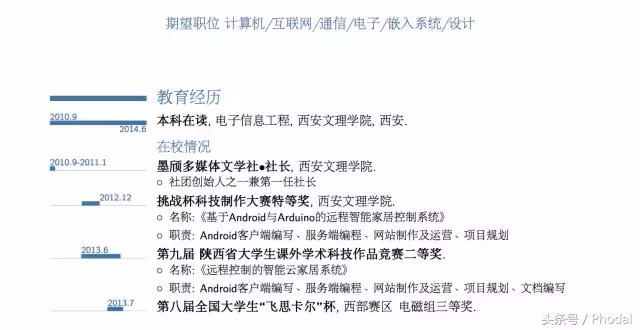 期望职位 计算机/互联网/通信/电子/嵌入系统/设计
教育经历
2010.9
2014.6
本科在读, 电子信息工程, 西安文理学院, 西安.
在校情况
2010.9-2011.1
墨颀多媒体文学社•社长, 西安文理学院.
社团创始人之一兼第一任社长
2012.12
挑战杯科技制作大赛特等奖, 西安文理学院.
名称:《基于Android与Arduino的远程智能家居控制系统》
职责: Android客户端编写、服务端编程、网站制作及运营、项目规划
2013.6
第九届 陕西省大学生课外学术科技作品竞赛二等奖.
名称:《远程控制的智能云家居系统》
职责: Android客户端编写、服务端编程、网站制作及运营、项目规划、文档编写
2013.7
第八届全国大学生“飞思卡尔”杯, 西部赛区 电磁组三等奖.
头条号 / Phodal